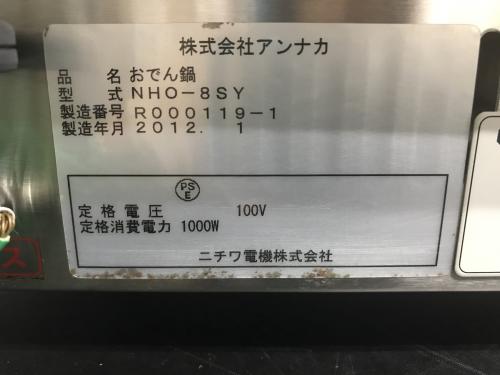 株式会社アンナカ
品名 おでん鍋
型式 NHO-8SY
製造番号 R000119-1
製造年月 2012. 1
PS
E
定格電圧 100V
定格消費電力 1000W
ニチワ電機株式会社
ス